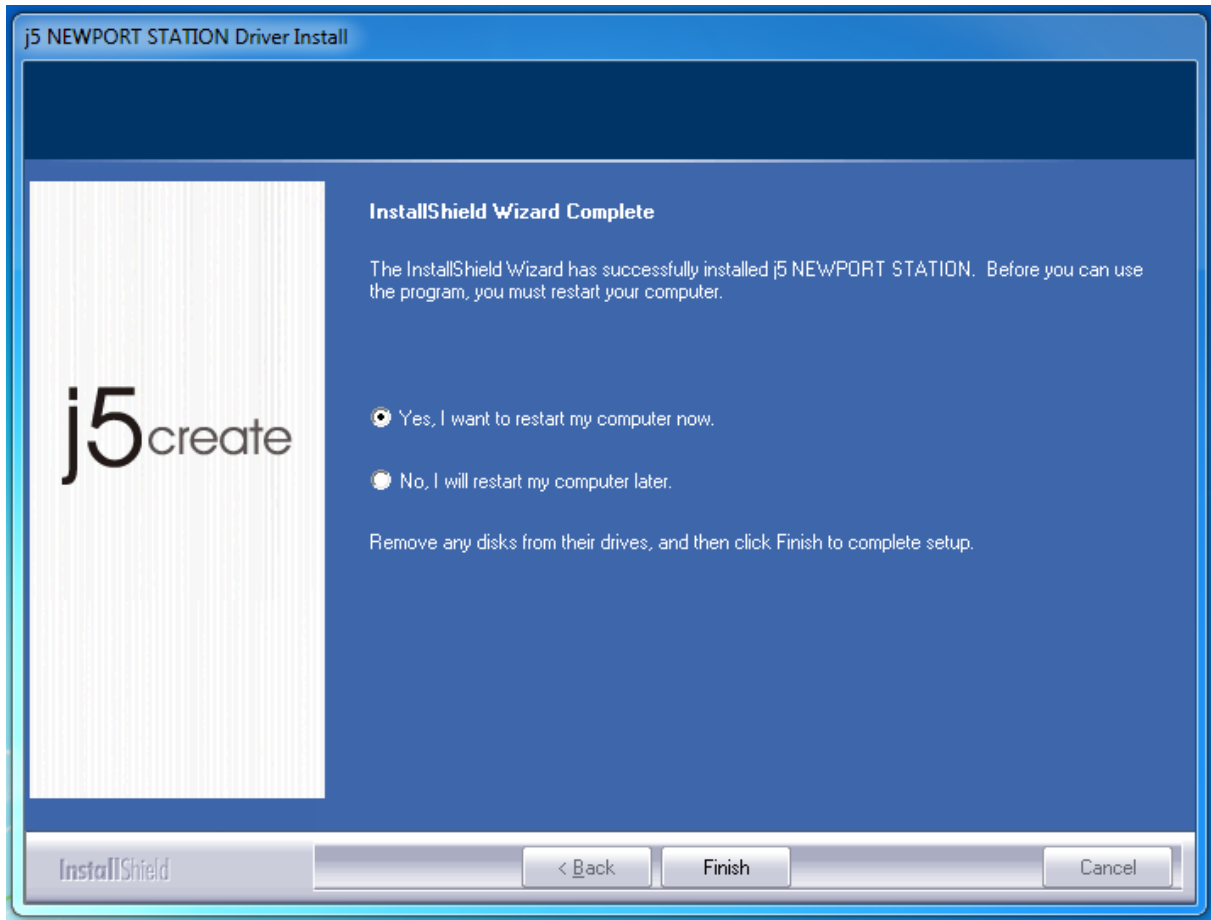 j5 NEWPORT STATION Driver Install
InstallShield Wizard Complete
The InstallShield Wizard has successfully installed j5 NEWPORT STATION.  Before you can use
the program, you must restart your computer.
j5create
Yes, I want to restart my computer now.
No, I will restart my computer later.
Remove any disks from their drives, and then click Finish to complete setup.
InstallShield
< Back
Finish
Cancel